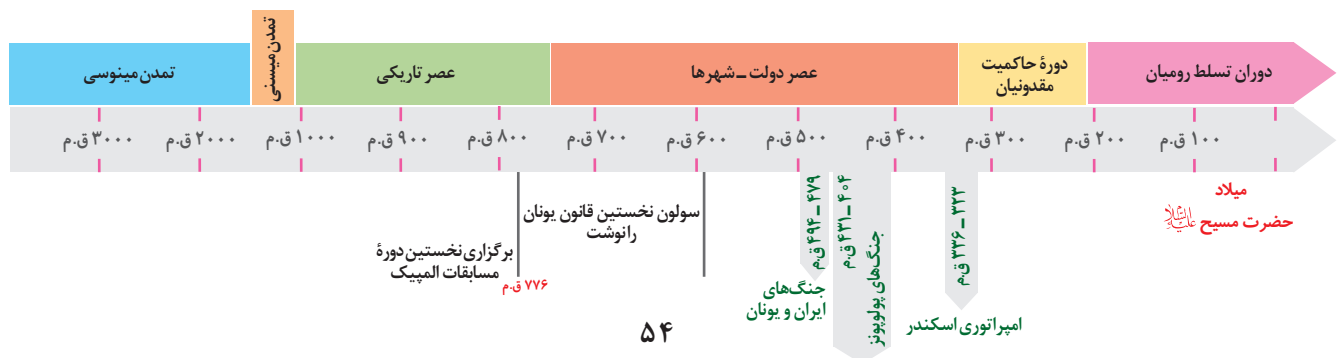 تمدن مینوسی
تمدن میسنی
عصر تاریکی
عصر دولت ـ شهرها
دورهٔ حاکمیت
مقدونیان
دوران تسلط رومیان
۳۰۰۰ ق.م
۲۰۰۰ ق.م
۱۰۰۰ ق.م
۹۰۰ ق.م
۸۰۰ ق.م
۷۰۰ ق.م
۶۰۰ ق.م
۵۰۰ ق.م
۴۰۰ ق.م
۳۰۰ ق.م
۲۰۰ ق.م
۱۰۰ ق.م
برگزاری نخستین دورهٔ
مسابقات المپیک
۷۷۶ ق.م
سولون نخستین قانون یونان
را نوشت
۴۷۹ ـ ۴۹۴ ق.م
جنگ‌های
ایران و یونان
۴۰۴ ـ ۴۳۱ ق.م
جنگ‌های پولوپونز
۳۲۳ ـ ۳۳۶ ق.م
امپراتوری اسکندر
میلاد
حضرت مسیح علیه‌السلام
۵۴